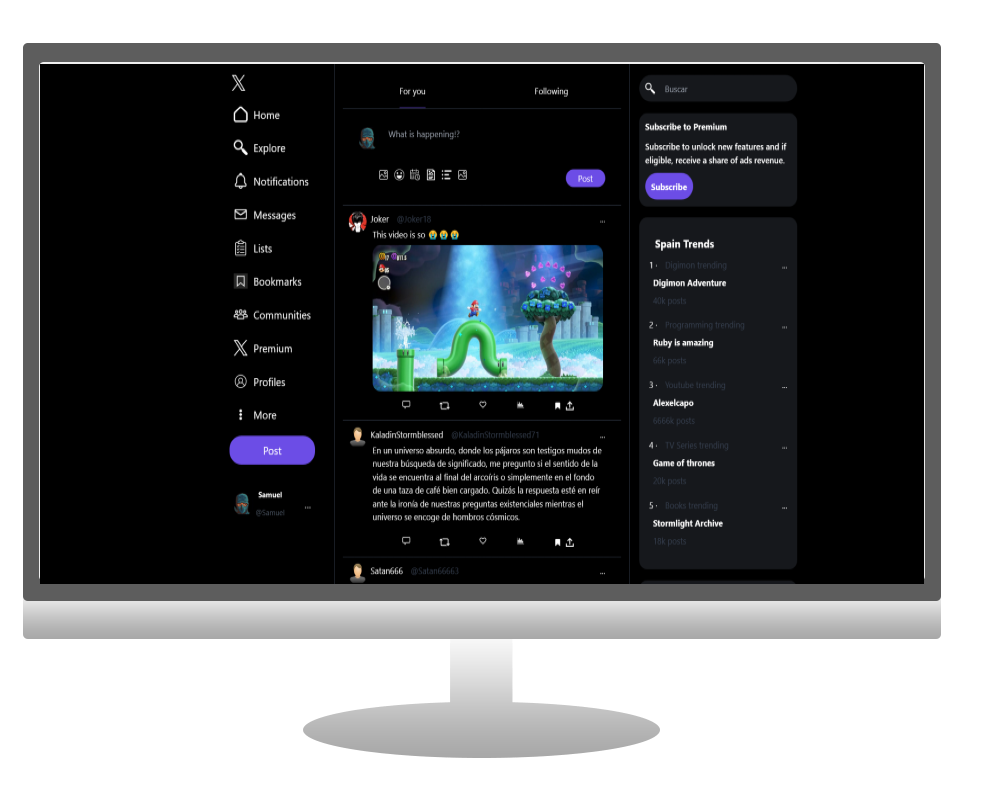 Home
Explore
Notifications
Messages
Lists
Bookmarks
Communities
Premium
Profiles
More
Post
Samuel
@Samuel
...
For you
Following
What is happening!?
Post
Joker @Joker18 ...
This video is so 😭😭😭
KaladinStormblessed @KaladinStormblessed71 ...
En un universo absurdo, donde los pájaros son testigos mudos de
nuestra búsqueda de significado, me pregunto si el sentido de la
vida se encuentra al final del arcoíris o simplemente en el fondo
de una taza de café bien cargado. Quizás la respuesta esté en reír
ante la ironía de nuestras preguntas existenciales mientras el
universo se encoge de hombros cósmicos.
Satan666 @Satan66663 ...
Buscar
Subscribe to Premium
Subscribe to unlock new features and if
eligible, receive a share of ads revenue.
Subscribe
Spain Trends
1 · Digimon trending ...
Digimon Adventure
40k posts
2 · Programming trending ...
Ruby is amazing
66k posts
3 · Youtube trending ...
Alexelcapo
6666k posts
4 · TV Series trending ...
Game of thrones
20k posts
5 · Books trending ...
Stormlight Archive
18k posts